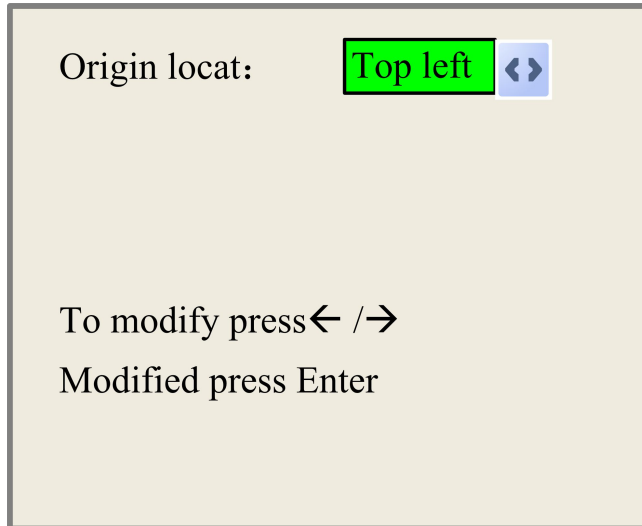 Origin locat：
Top left
To modify press← /→
Modified press Enter